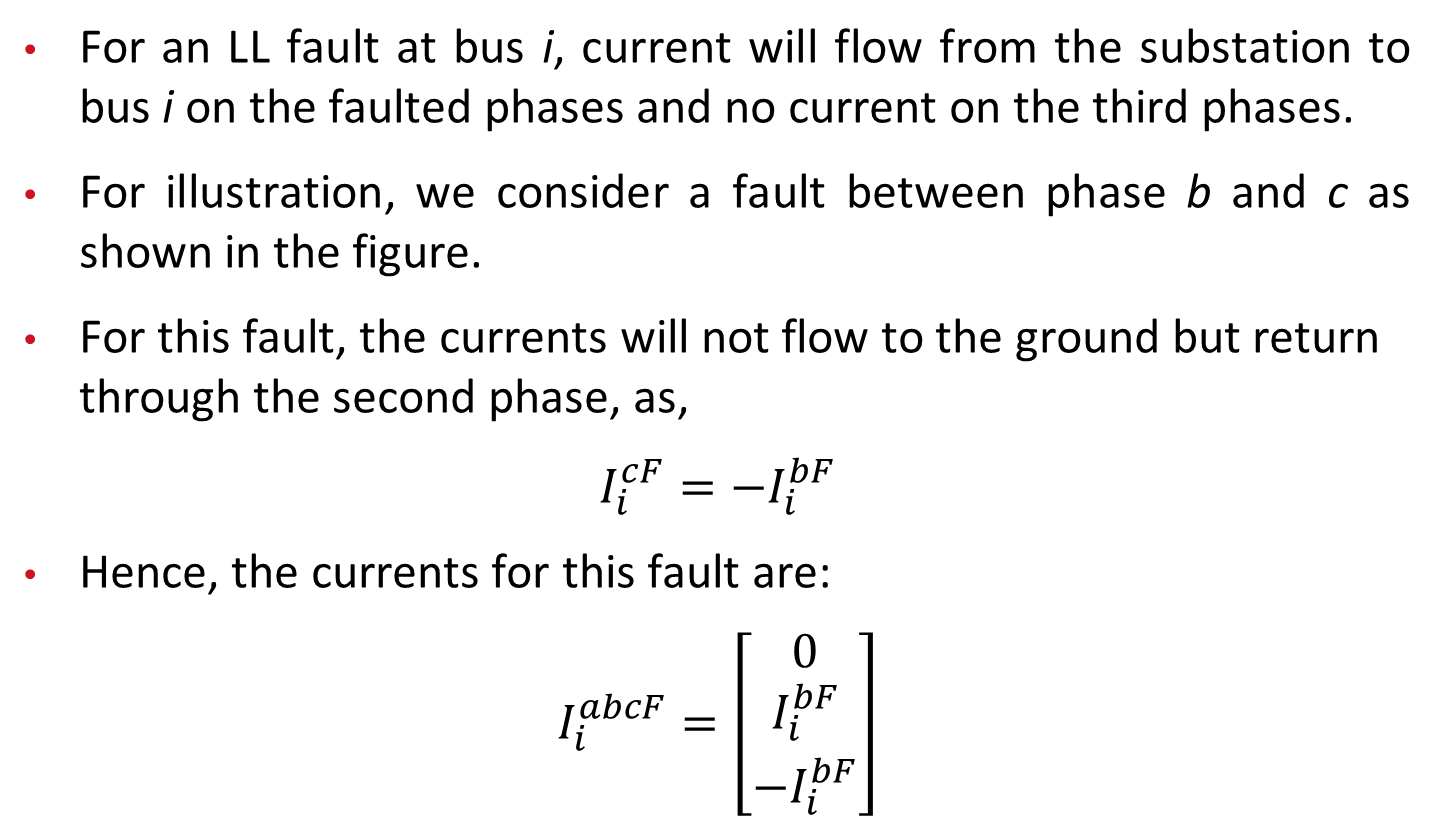 • For an LL fault at bus i, current will flow from the substation to
bus i on the faulted phases and no current on the third phases.
• For illustration, we consider a fault between phase b and c as
shown in the figure.
• For this fault, the currents will not flow to the ground but return
through the second phase, as,
I_i^{cF} = −I_i^{bF}
• Hence, the currents for this fault are:
I_i^{abcF} = [0
I_i^{bF}
−I_i^{bF}]